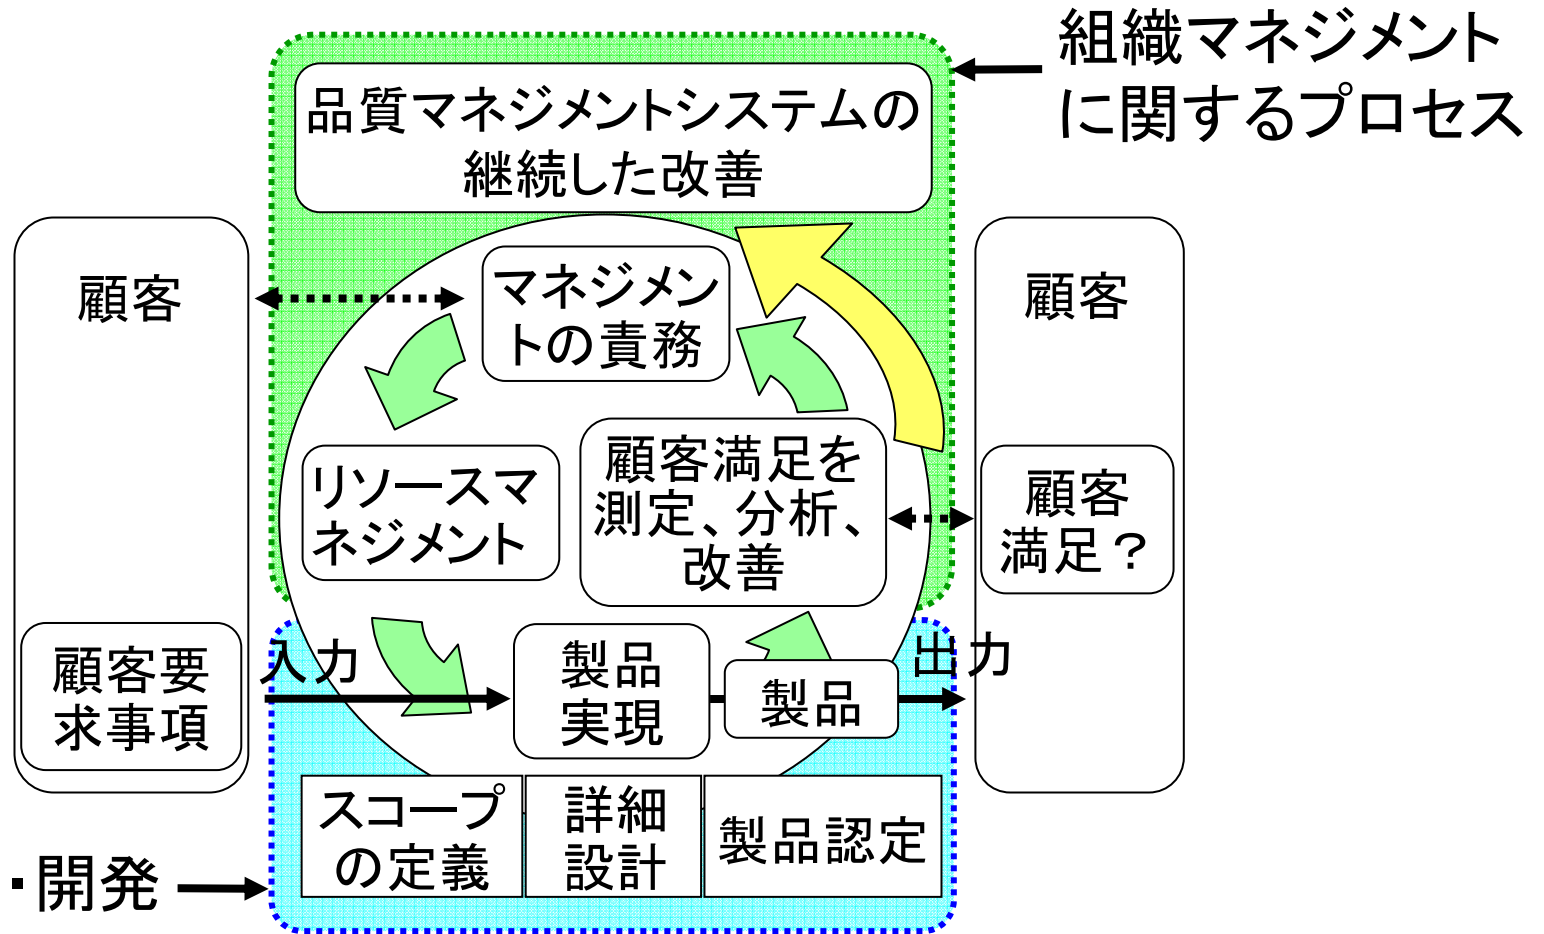 組織マネジメント
に関するプロセス
品質マネジメントシステムの
継続した改善
顧客
マネジメン
トの責務
顧客
リソースマ
ネジメント
顧客満足を
測定、分析、
改善
顧客
満足？
顧客要
求事項
入力
製品
実現
製品
出力
スコープ
の定義
詳細
設計
製品認定
・開発